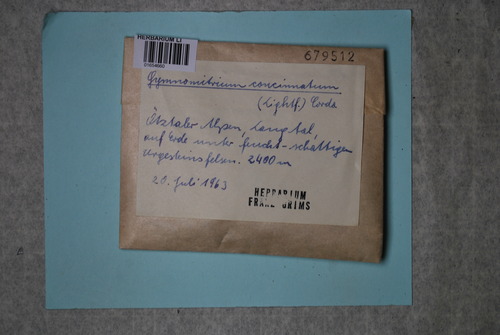 HERBARIUM LI
679512
Gymnomitrium concinnatum
(Lightf.) Corda
Ötztaler Alpen, Langtal,
auf Erde unter feucht-schattigen
Urgesteinsfelsen. 2400 m
20. Juli 1963
HERBARIUM
FRANZ GRIMS